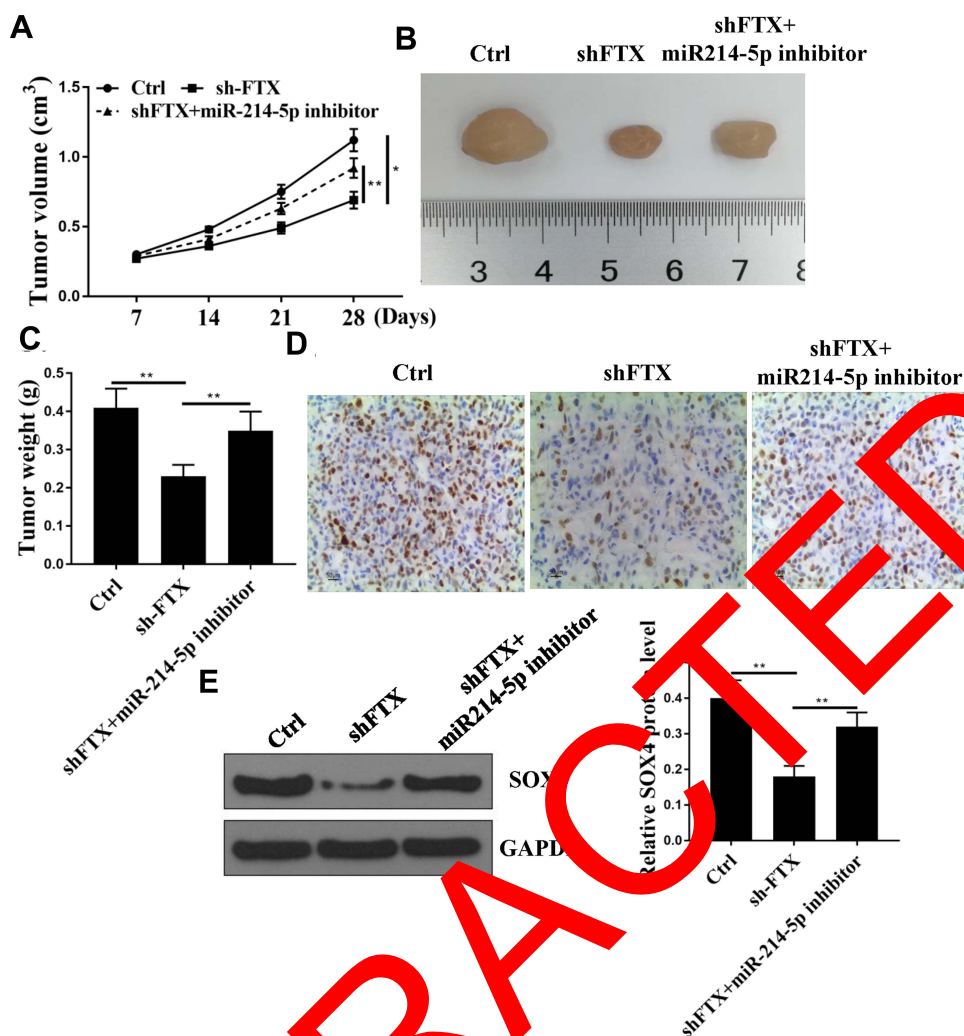 A
Tumor volume (cm³)
Ctrl sh-FTX
shFTX+miR-214-5p inhibitor
1.5
1.0
0.5
0.0
**
*
7 14 21 28 (Days)
B
Ctrl shFTX shFTX+
miR214-5p inhibitor
3 4 5 6 7 8
C
Tumor weight (g)
0.5
0.4
0.3
0.2
0.1
0.0
** **
Ctrl
sh-FTX
shFTX+miR-214-5p inhibitor
D
Ctrl shFTX shFTX+
miR214-5p inhibitor
E
Ctrl
shFTX
shFTX+
miR214-5p inhibitor
GAPD
Relative SOX4 protein level
0.4
0.3
0.2
0.1
0.0
** **
Ctrl
sh-FTX
shFTX+miR-214-5p inhibitor
RACTED